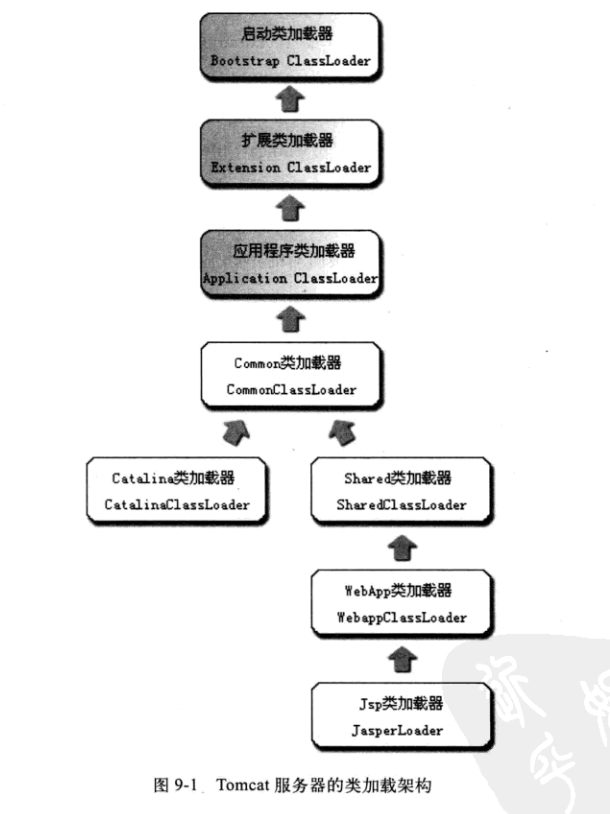 启动类加载器
Bootstrap ClassLoader
扩展类加载器
Extension ClassLoader
应用程序类加载器
Application ClassLoader
Common类加载器
CommonClassLoader
Catalina类加载器
CatalinaClassLoader
Shared类加载器
SharedClassLoader
WebApp类加载器
WebappClassLoader
Jsp类加载器
JasperLoader
图 9-1 Tomcat 服务器的类加载架构